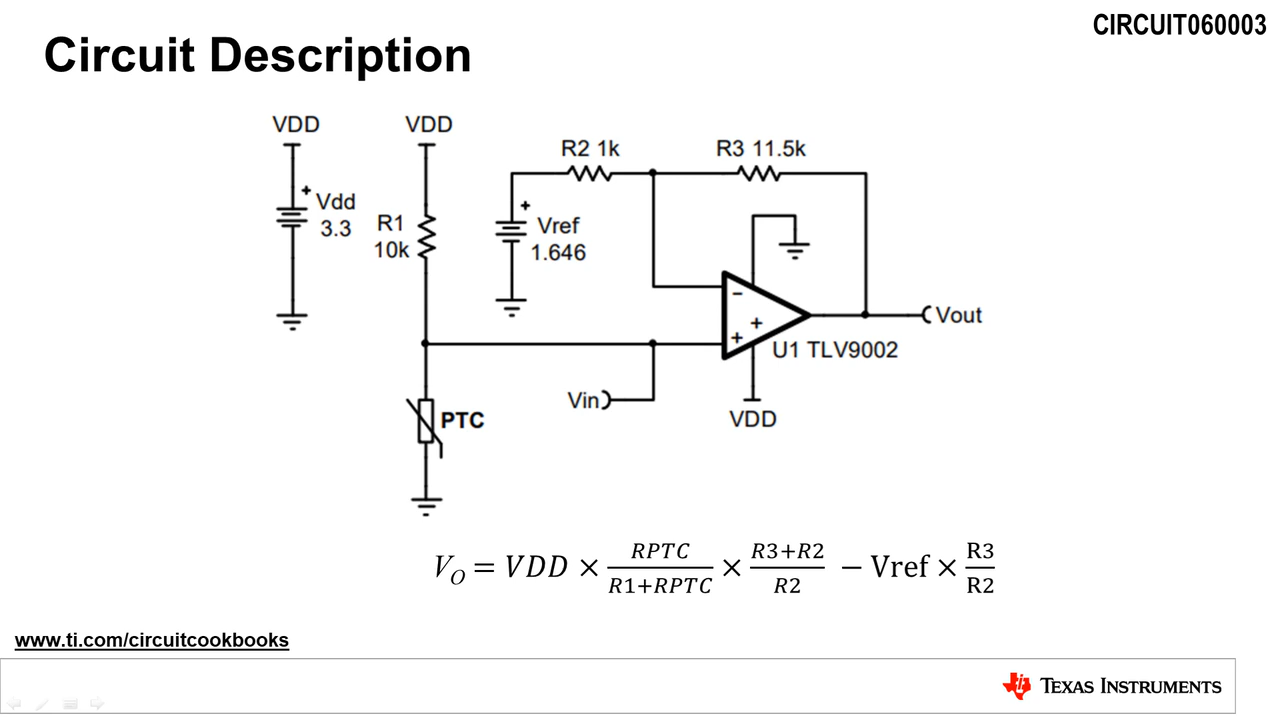 CIRCUIT060003
Circuit Description
VDD
VDD
R2 1k
R3 11.5k
+
Vdd
3.3
R1
10k
+
Vref
1.646
−
+
+
Vout
U1 TLV9002
Vin
VDD
PTC
V_O = VDD × RPTC/(R1+RPTC) × (R3+R2)/R2 − Vref × R3/R2
www.ti.com/circuitcookbooks
TEXAS INSTRUMENTS